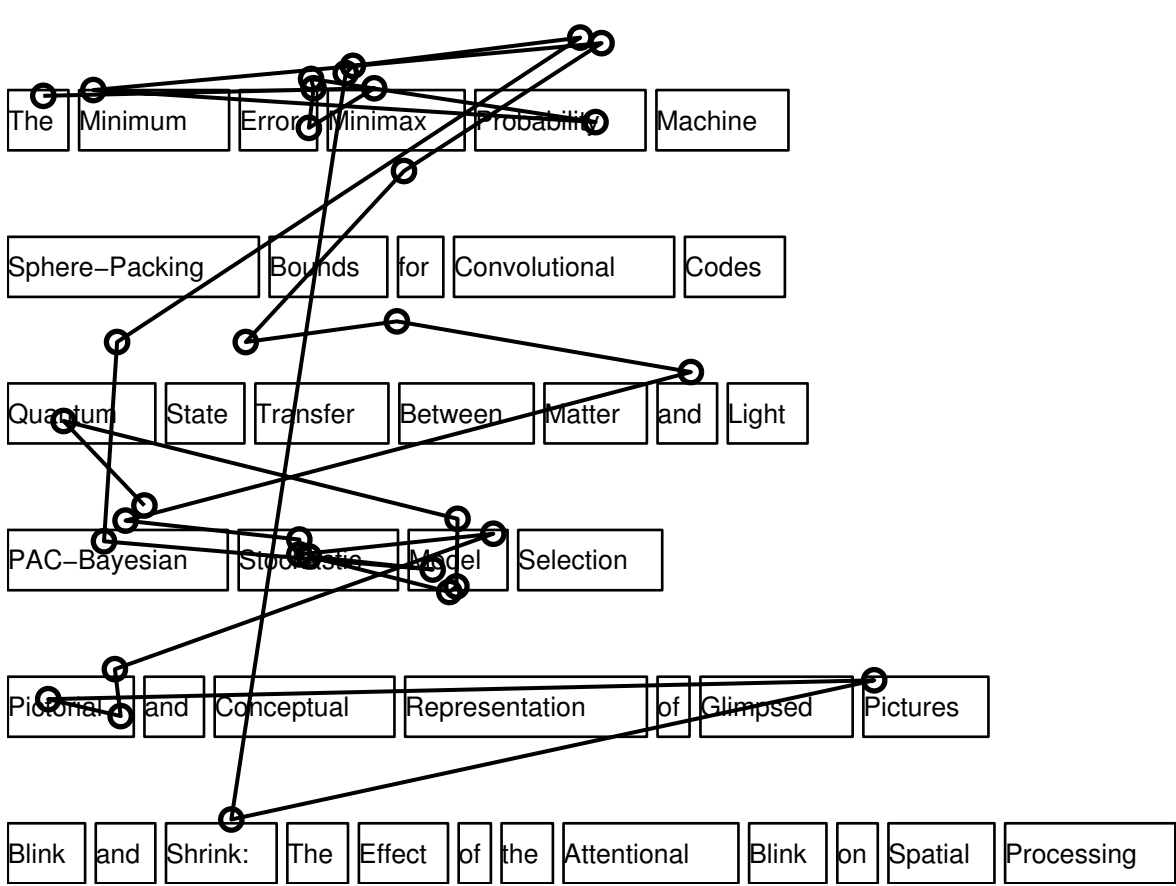 The Minimum Error Minimax Probability Machine
Sphere−Packing Bounds for Convolutional Codes
Quantum State Transfer Between Matter and Light
PAC−Bayesian Stochastic Model Selection
Pictorial and Conceptual Representation of Glimpsed Pictures
Blink and Shrink: The Effect of the Attentional Blink on Spatial Processing